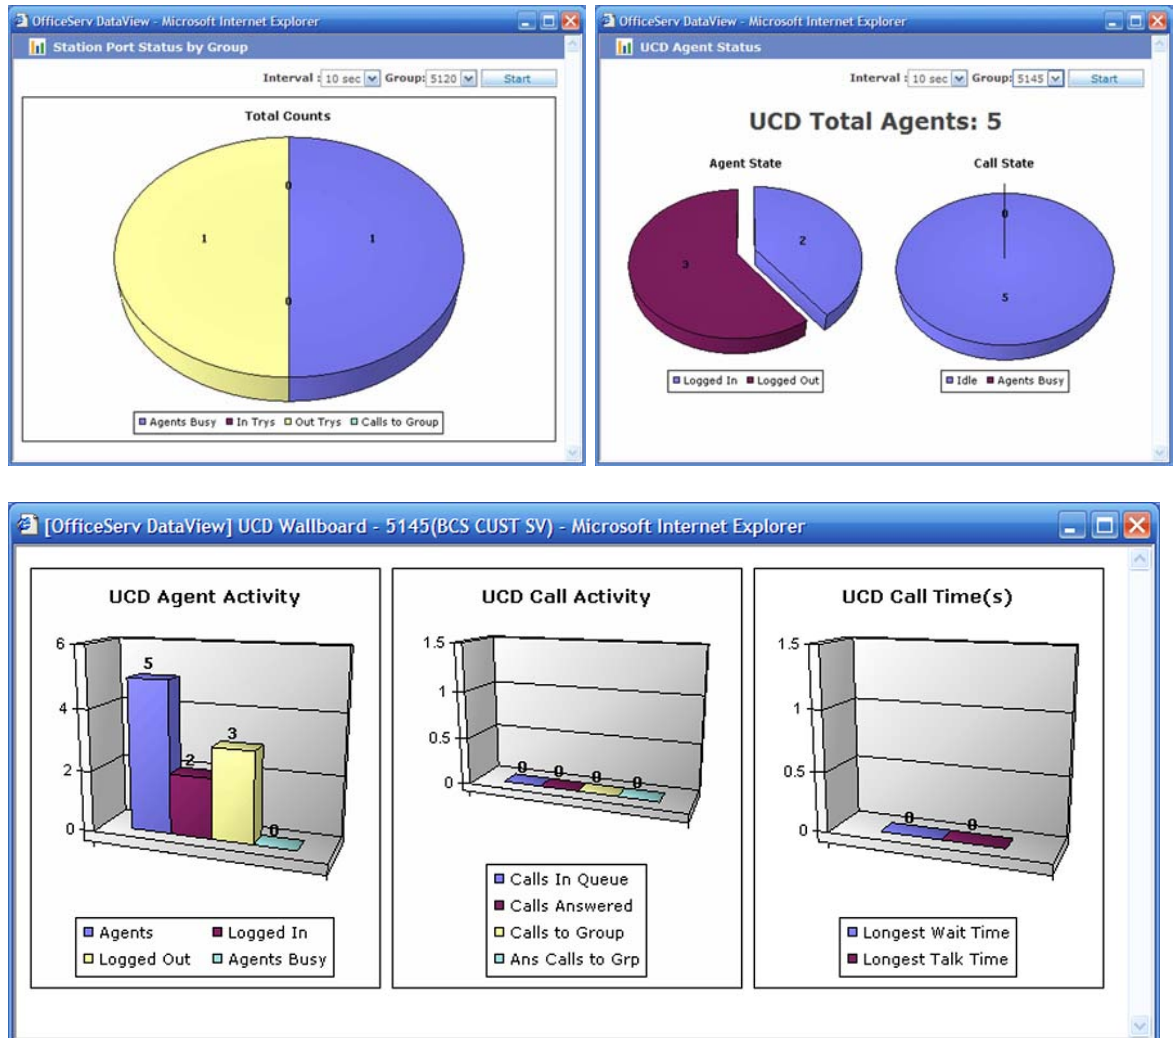 OfficeServ DataView - Microsoft Internet Explorer
Station Port Status by Group
Interval : 10 sec Group: 5120 Start
Total Counts
0
1 1
0
Agents Busy In Trys Out Trys Calls to Group
OfficeServ DataView - Microsoft Internet Explorer
UCD Agent Status
Interval : 10 sec Group: 5145 Start
UCD Total Agents: 5
Agent State
2
3
Logged In Logged Out
Call State
0
5
Idle Agents Busy
[OfficeServ DataView] UCD Wallboard - 5145(BCS CUST SV) - Microsoft Internet Explorer
UCD Agent Activity
6
4
2
0
5
2
3
0
Agents Logged In
Logged Out Agents Busy
UCD Call Activity
1.5
1
0.5
0
0 0 0 0
Calls In Queue
Calls Answered
Calls to Group
Ans Calls to Grp
UCD Call Time(s)
1.5
1
0.5
0
0 0
Longest Wait Time
Longest Talk Time